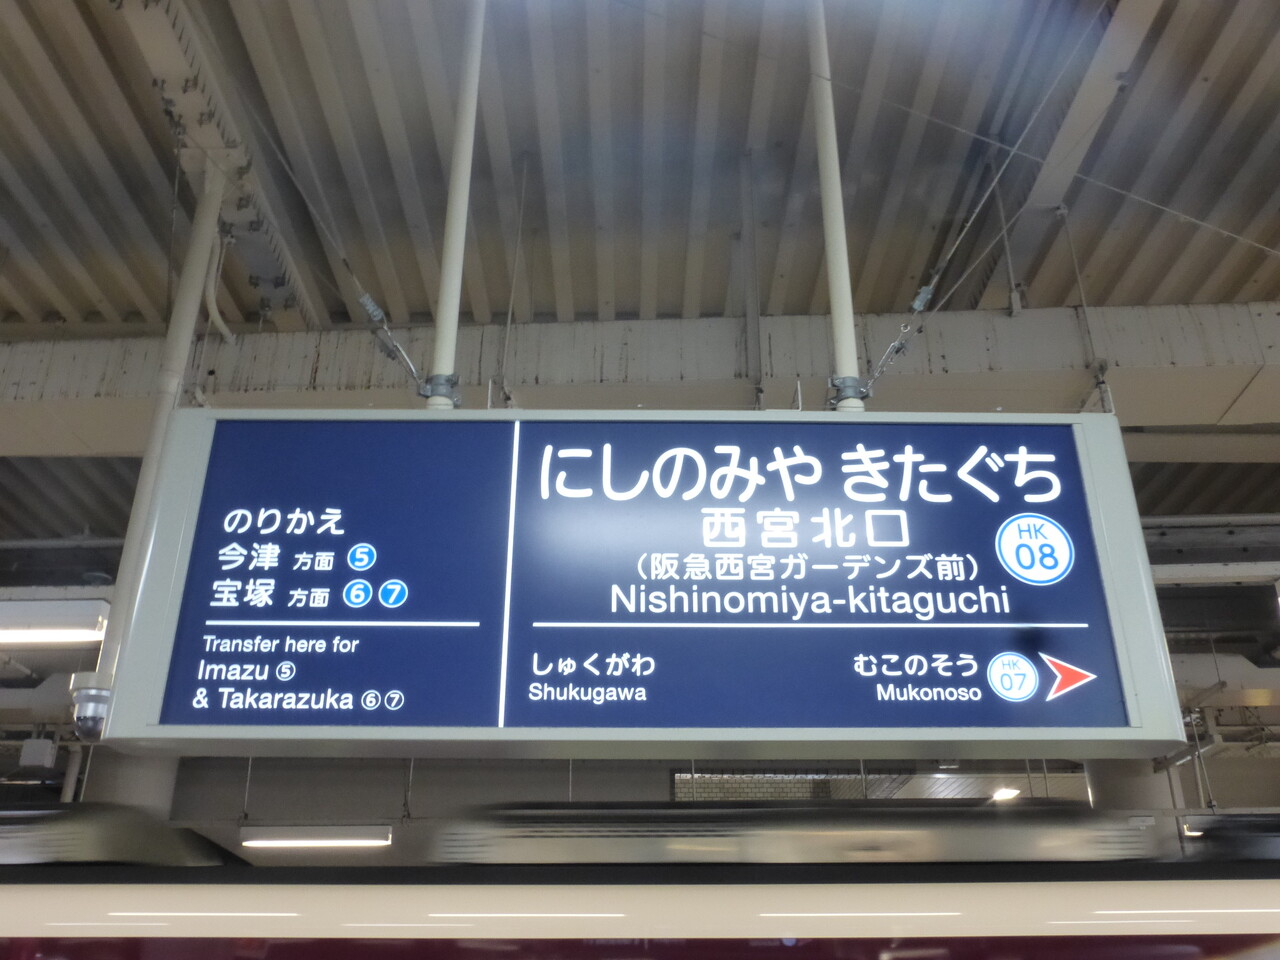 のりかえ
今津 方面 5
宝塚 方面 6 7
Transfer here for
Imazu ⑤
& Takarazuka ⑥⑦
にしのみや きたぐち
西宮北口
(阪急西宮ガーデンズ前)
Nishinomiya-kitaguchi
HK
08
しゅくがわ
Shukugawa
むこのそう
Mukonoso
HK
07